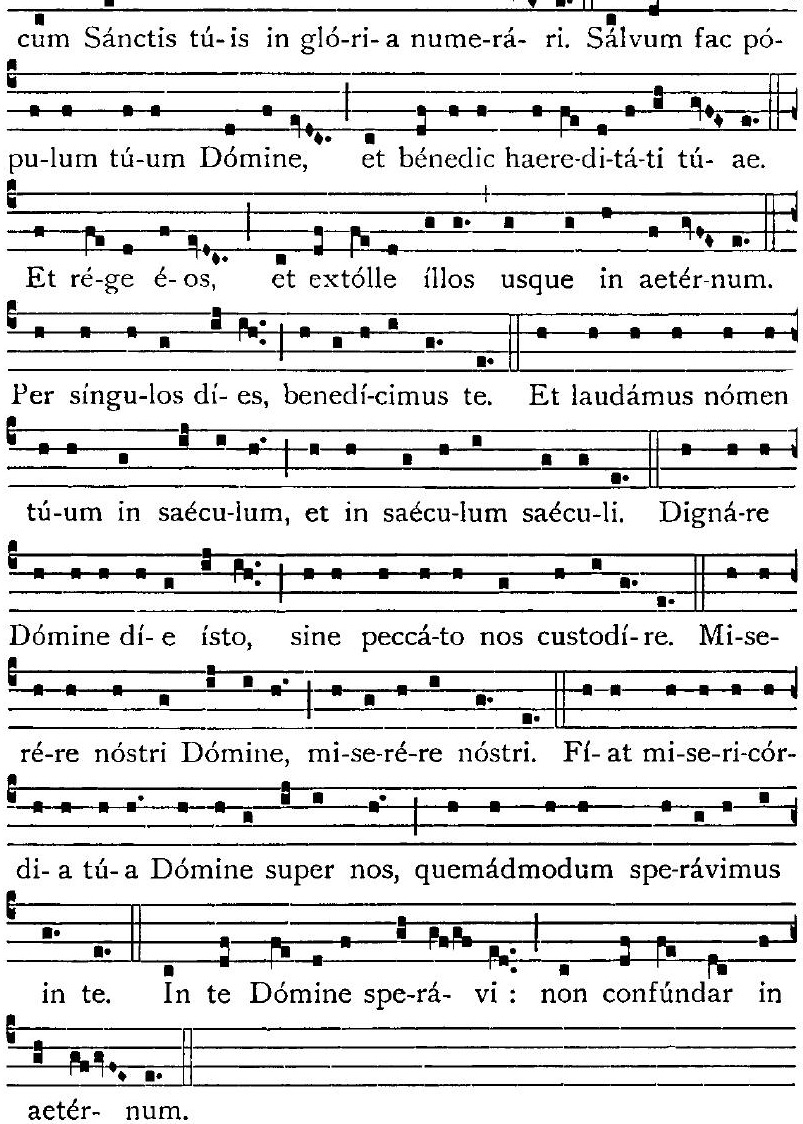 cum Sánctis tú-is in gló-ri-a nume-rá- ri. Sálvum fac pó-
pu-lum tú-um Dómine, et bénedic haere-di-tá-ti tú- ae.
Et ré-ge é-os, et extólle íllos usque in aetér-num.
Per síngu-los dí- es, benedí-cimus te. Et laudámus nómen
tú-um in saécu-lum, et in saécu-lum saécu-li. Digná-re
Dómine dí- e ísto, sine peccá-to nos custodí-re. Mi-se-
ré-re nóstri Dómine, mi-se-ré-re nóstri. Fí-at mi-se-ri-cór-
di- a tú-a Dómine super nos, quemádmodum spe-rávimus
in te. In te Dómine spe-rá- vi : non confúndar in
aetér- num.